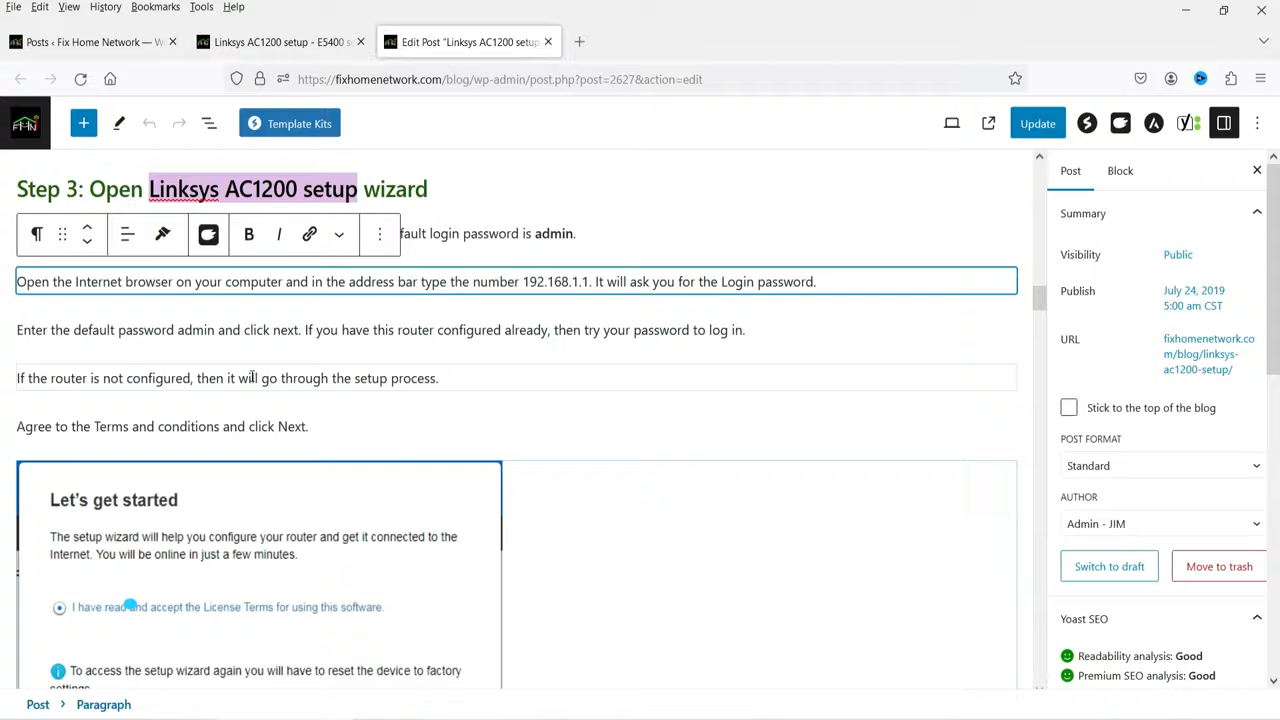 File Edit View History Bookmarks Tools Help
Posts ‹ Fix Home Network — W
Linksys AC1200 setup - E5400 s
Edit Post "Linksys AC1200 setup
https://fixhomenetwork.com/blog/wp-admin/post.php?post=2627&action=edit
Template Kits
Update
Step 3: Open Linksys AC1200 setup wizard
B I
fault login password is admin.
Open the Internet browser on your computer and in the address bar type the number 192.168.1.1. It will ask you for the Login password.
Enter the default password admin and click next. If you have this router configured already, then try your password to log in.
If the router is not configured, then it will go through the setup process.
Agree to the Terms and conditions and click Next.
Let's get started
The setup wizard will help you configure your router and get it connected to the
Internet. You will be online in just a few minutes.
I have read and accept the License Terms for using this software.
To access the setup wizard again you will have to reset the device to factory
settings.
Post Block
Summary
Visibility Public
Publish July 24, 2019
5:00 am CST
URL fixhomenetwork.co
m/blog/linksys-
ac1200-setup/
Stick to the top of the blog
POST FORMAT
Standard
AUTHOR
Admin - JIM
Switch to draft Move to trash
Yoast SEO
Readability analysis: Good
Premium SEO analysis: Good
Post > Paragraph